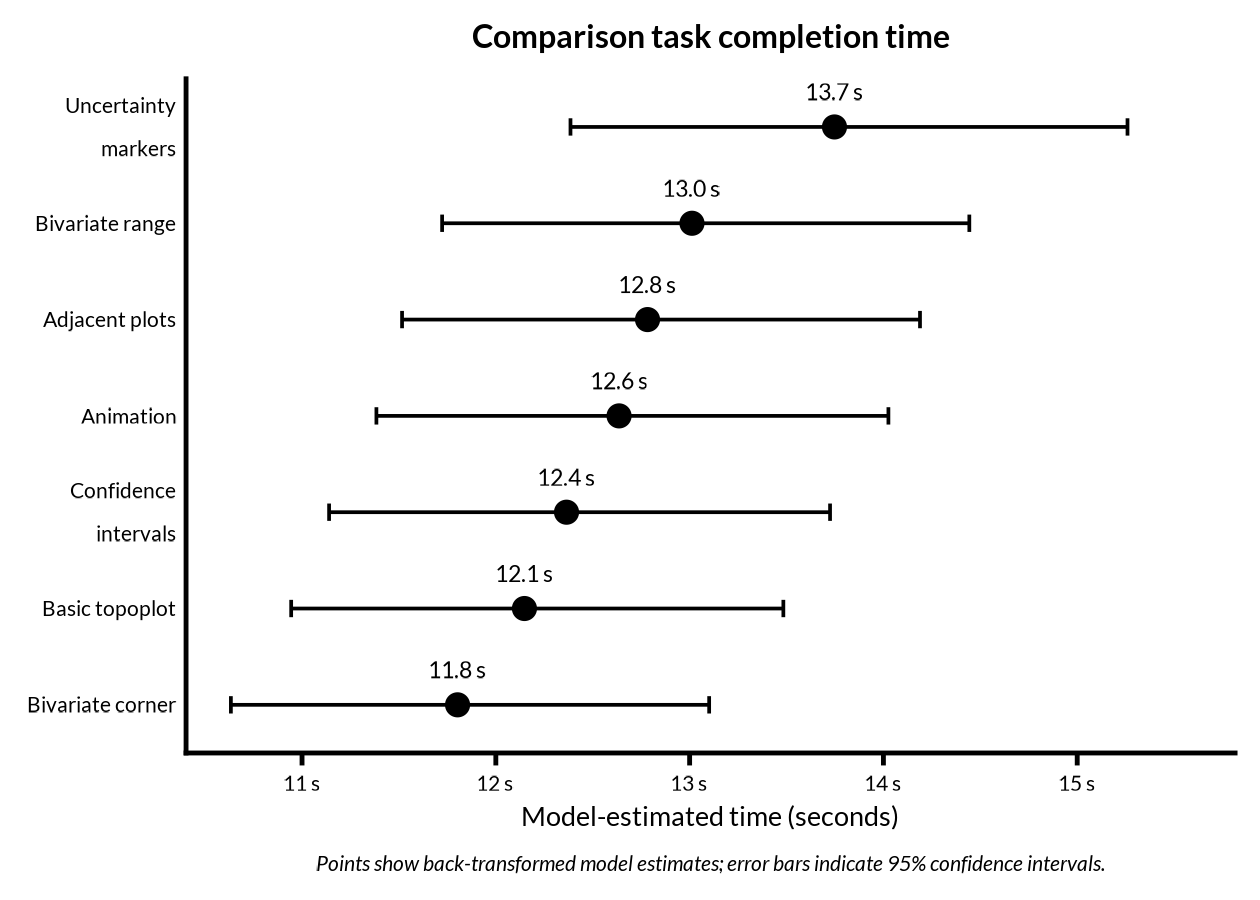 Comparison task completion time
Uncertainty
markers
13.7 s
Bivariate range
13.0 s
Adjacent plots
12.8 s
Animation
12.6 s
Confidence
intervals
12.4 s
Basic topoplot
12.1 s
Bivariate corner
11.8 s
11 s 12 s 13 s 14 s 15 s
Model-estimated time (seconds)
Points show back-transformed model estimates; error bars indicate 95% confidence intervals.